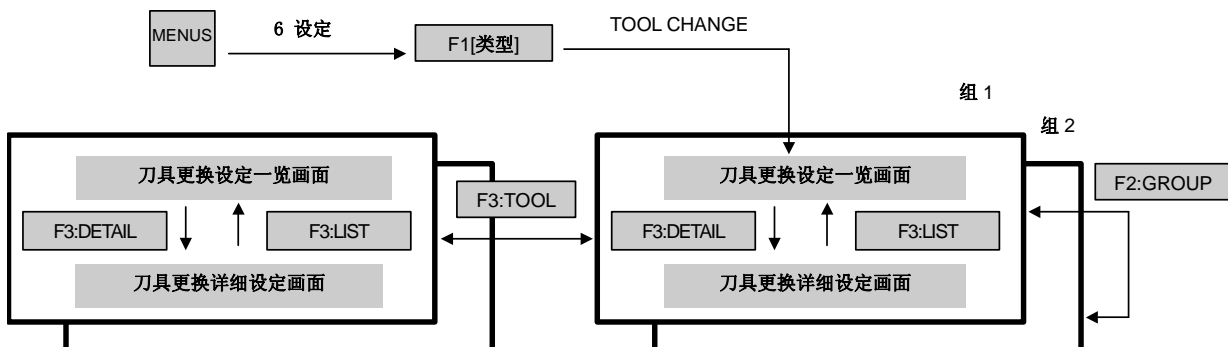 MENUS
6 设定
F1[类型]
TOOL CHANGE
组 1
组 2
刀具更换设定一览画面
F3:DETAIL
F3:LIST
刀具更换详细设定画面
F3:TOOL
刀具更换设定一览画面
F3:DETAIL
F3:LIST
刀具更换详细设定画面
F2:GROUP